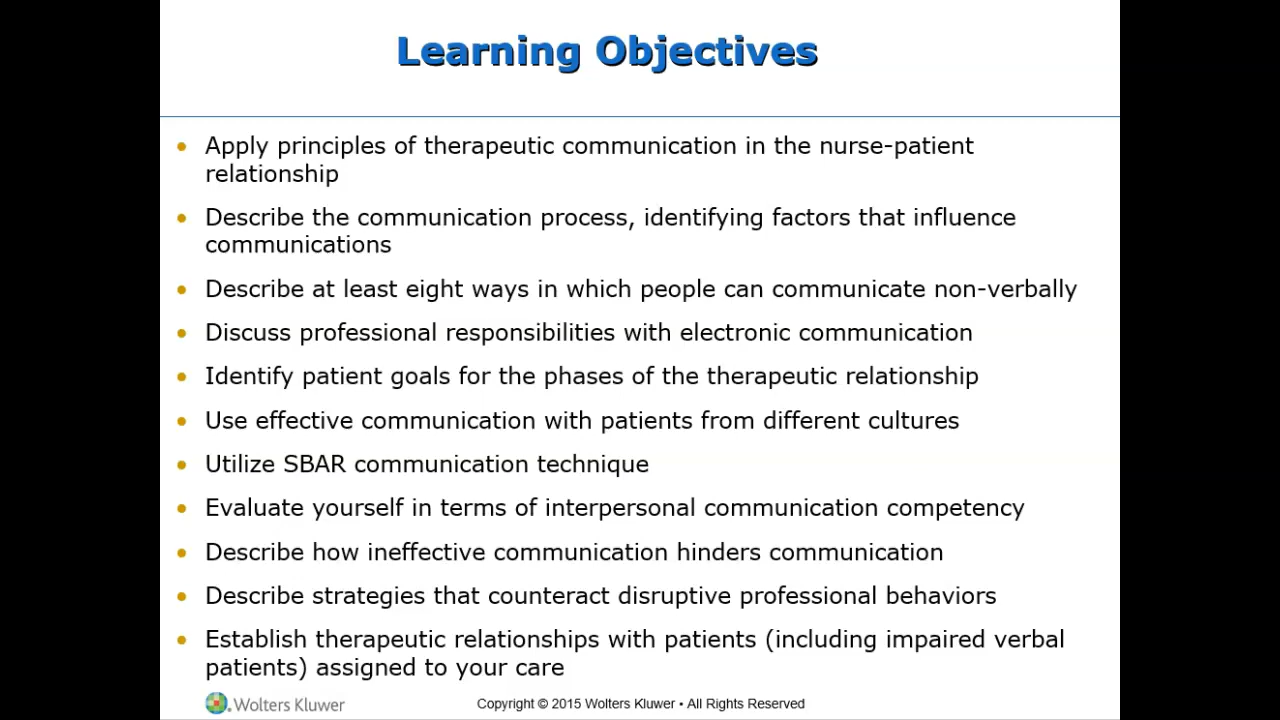 Learning Objectives
• Apply principles of therapeutic communication in the nurse-patient
relationship
• Describe the communication process, identifying factors that influence
communications
• Describe at least eight ways in which people can communicate non-verbally
• Discuss professional responsibilities with electronic communication
• Identify patient goals for the phases of the therapeutic relationship
• Use effective communication with patients from different cultures
• Utilize SBAR communication technique
• Evaluate yourself in terms of interpersonal communication competency
• Describe how ineffective communication hinders communication
• Describe strategies that counteract disruptive professional behaviors
• Establish therapeutic relationships with patients (including impaired verbal
patients) assigned to your care
Wolters Kluwer
Copyright © 2015 Wolters Kluwer • All Rights Reserved